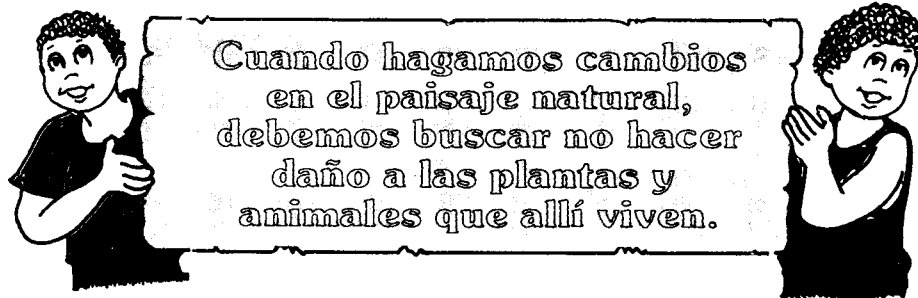 Cuando hagamos cambios
en el paisaje natural,
debemos buscar no hacer
daño a las plantas y
animales que allí viven.